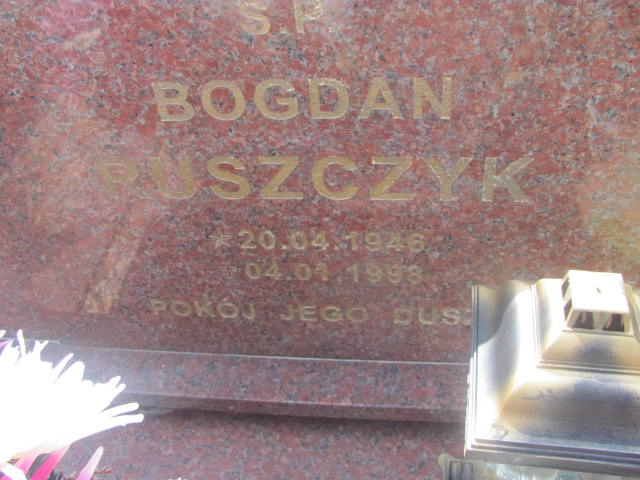 S.P.
BOGDAN
RUSZCZYK
* 20.04.1946
04.01.1998
POKÓJ JEGO